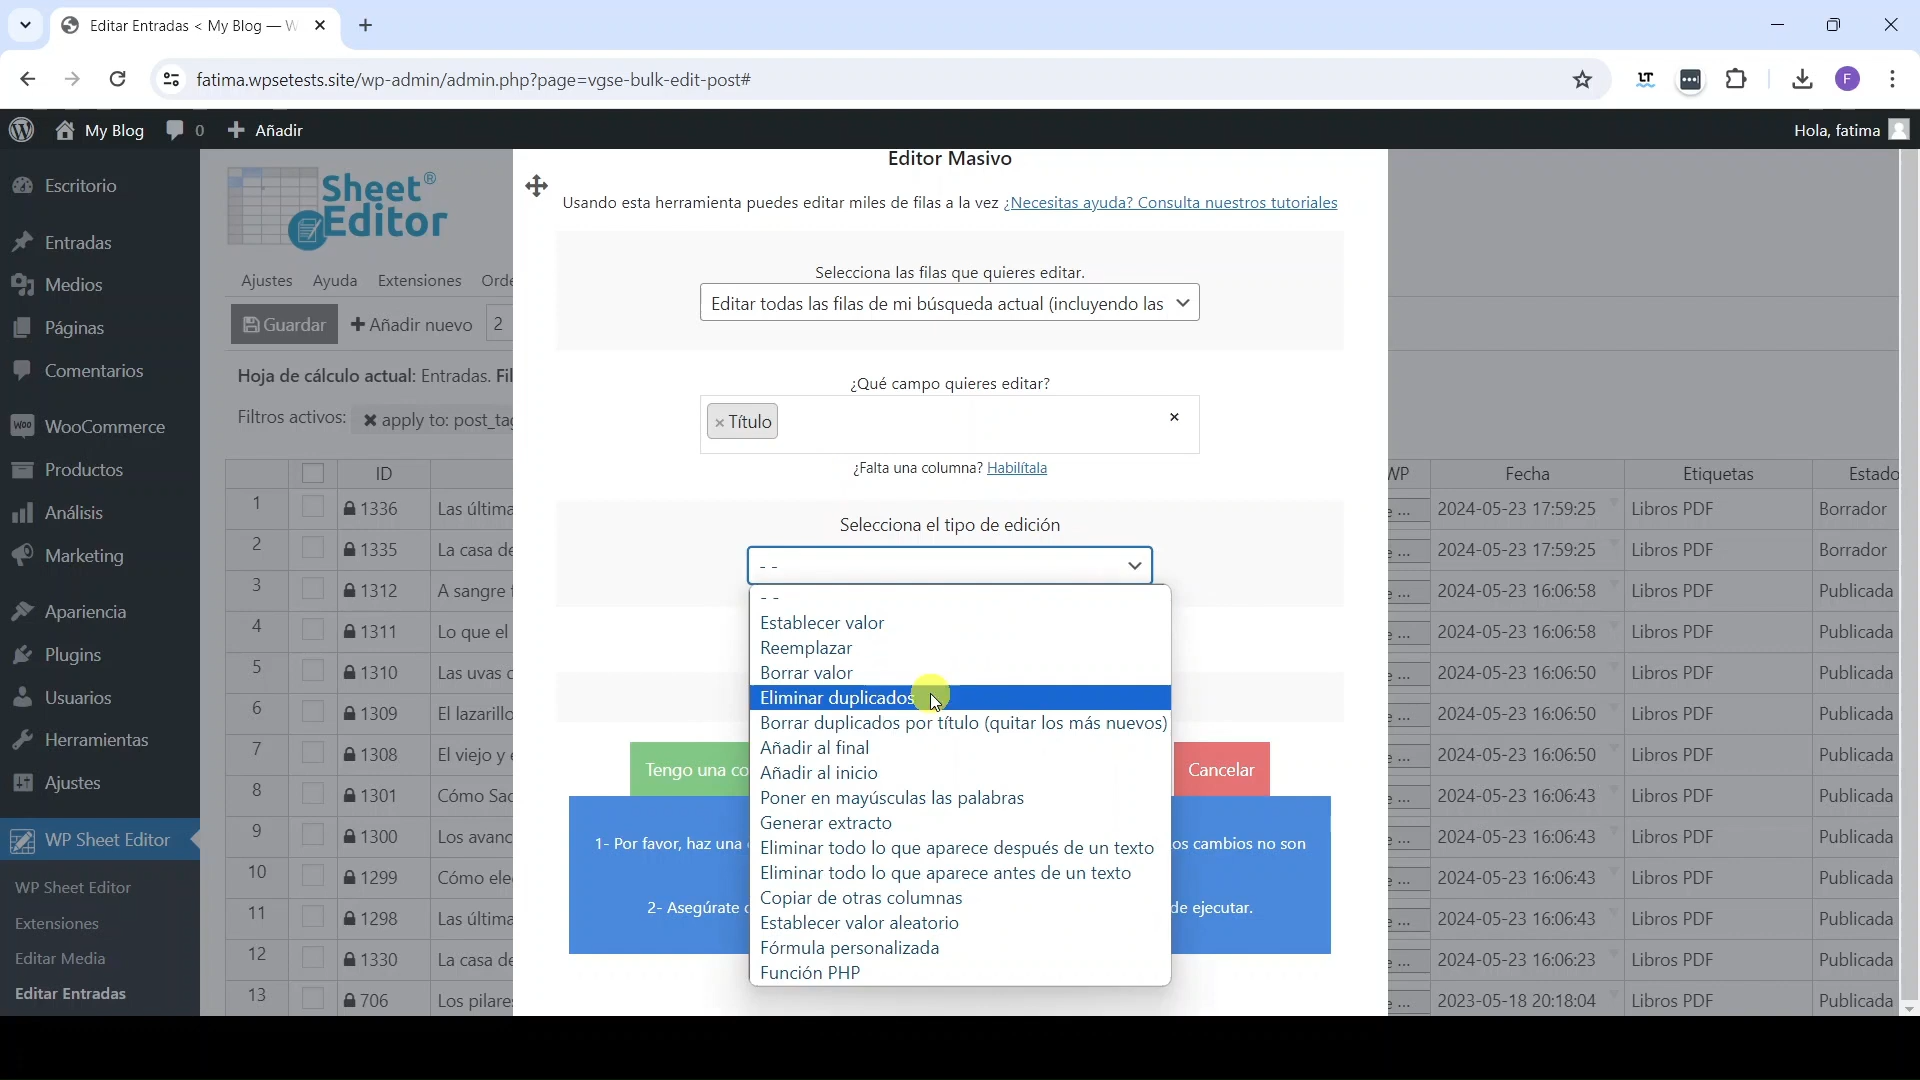 Editar Entradas < My Blog — W
fatima.wpsetests.site/wp-admin/admin.php?page=vgse-bulk-edit-post#
LT
F
My Blog
0
Añadir
Hola, fatima
Escritorio
Entradas
Medios
Páginas
Comentarios
Woo WooCommerce
Productos
Análisis
Marketing
Apariencia
Plugins
Usuarios
Herramientas
Ajustes
WP Sheet Editor
WP Sheet Editor
Extensiones
Editar Media
Editar Entradas
Sheet®
Editor
Ajustes Ayuda Extensiones Orde
Guardar Añadir nuevo 2
Hoja de cálculo actual: Entradas. Fil
Filtros activos: ✖ apply to: post_tag
Editor Masivo
Usando esta herramienta puedes editar miles de filas a la vez ¿Necesitas ayuda? Consulta nuestros tutoriales
Selecciona las filas que quieres editar.
Editar todas las filas de mi búsqueda actual (incluyendo las
¿Qué campo quieres editar?
× Título ×
¿Falta una columna? Habilítala
Selecciona el tipo de edición
- -
- -
Establecer valor
Reemplazar
Borrar valor
Eliminar duplicados
Borrar duplicados por título (quitar los más nuevos)
Añadir al final
Añadir al inicio
Poner en mayúsculas las palabras
Generar extracto
Eliminar todo lo que aparece después de un texto
Eliminar todo lo que aparece antes de un texto
Copiar de otras columnas
Establecer valor aleatorio
Fórmula personalizada
Función PHP
Tengo una co
Cancelar
1- Por favor, haz una
os cambios no son
2- Asegúrate
de ejecutar.
ID WP Fecha Etiquetas Estado
1 1336 Las última e ... 2024-05-23 17:59:25 Libros PDF Borrador
2 1335 La casa de e ... 2024-05-23 17:59:25 Libros PDF Borrador
3 1312 A sangre f e ... 2024-05-23 16:06:58 Libros PDF Publicada
4 1311 Lo que el e ... 2024-05-23 16:06:58 Libros PDF Publicada
5 1310 Las uvas d e ... 2024-05-23 16:06:50 Libros PDF Publicada
6 1309 El lazarillo e ... 2024-05-23 16:06:50 Libros PDF Publicada
7 1308 El viejo y e ... 2024-05-23 16:06:50 Libros PDF Publicada
8 1301 Cómo Sac e ... 2024-05-23 16:06:43 Libros PDF Publicada
9 1300 Los avanc e ... 2024-05-23 16:06:43 Libros PDF Publicada
10 1299 Cómo ele e ... 2024-05-23 16:06:43 Libros PDF Publicada
11 1298 Las última e ... 2024-05-23 16:06:43 Libros PDF Publicada
12 1330 La casa de e ... 2024-05-23 16:06:23 Libros PDF Publicada
13 706 Los pilare e ... 2023-05-18 20:18:04 Libros PDF Publicada